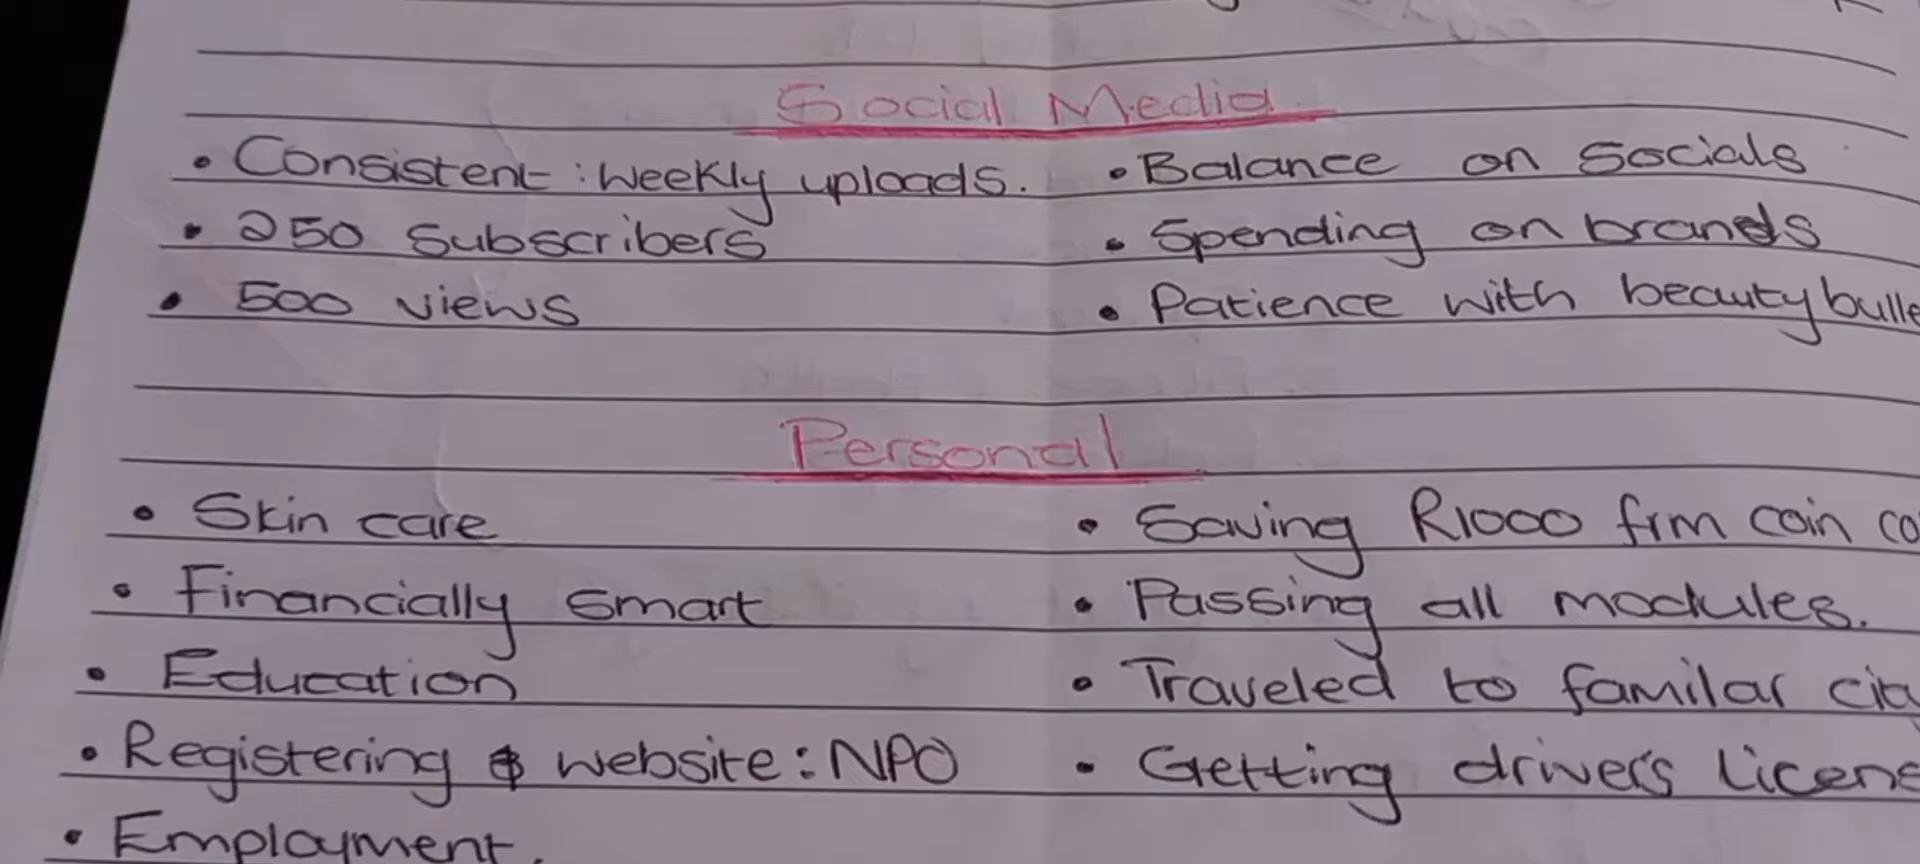 Social Media
• Consistent : Weekly uploads.
• 250 Subscribers
• 500 views
• Balance on Socials
• Spending on brands
• Patience with beauty
Personal
• Skin care
• Financially smart
• Education
• Registering & website : NPO
• Employment.
• Saving R1000 frm coin
• Passing all modules.
• Traveled to familar
• Getting drivers